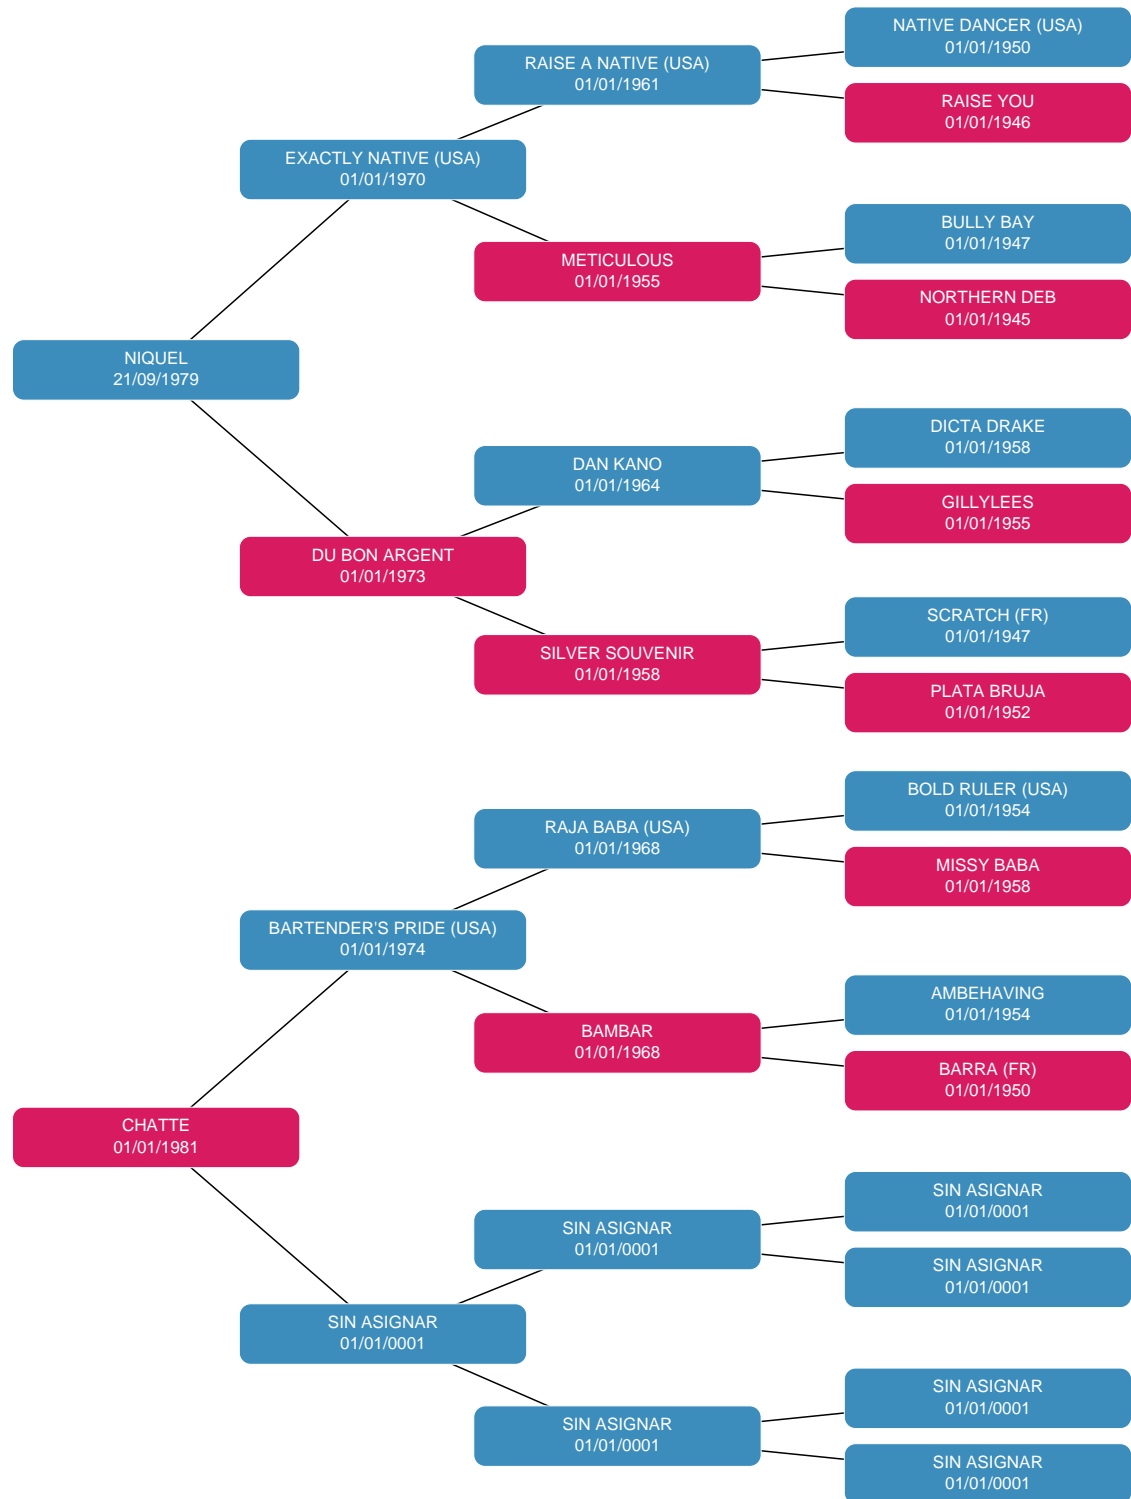 NATIVE DANCER (USA)
01/01/1950
RAISE A NATIVE (USA)
01/01/1961
RAISE YOU
01/01/1946
EXACTLY NATIVE (USA)
01/01/1970
BULLY BAY
01/01/1947
METICULOUS
01/01/1955
NORTHERN DEB
01/01/1945
NIQUEL
21/09/1979
DICTA DRAKE
01/01/1958
DAN KANO
01/01/1964
GILLYLEES
01/01/1955
DU BON ARGENT
01/01/1973
SCRATCH (FR)
01/01/1947
SILVER SOUVENIR
01/01/1958
PLATA BRUJA
01/01/1952
BOLD RULER (USA)
01/01/1954
RAJA BABA (USA)
01/01/1968
MISSY BABA
01/01/1958
BARTENDER'S PRIDE (USA)
01/01/1974
AMBEHAVING
01/01/1954
BAMBAR
01/01/1968
BARRA (FR)
01/01/1950
CHATTE
01/01/1981
SIN ASIGNAR
01/01/0001
SIN ASIGNAR
01/01/0001
SIN ASIGNAR
01/01/0001
SIN ASIGNAR
01/01/0001
SIN ASIGNAR
01/01/0001
SIN ASIGNAR
01/01/0001
SIN ASIGNAR
01/01/0001